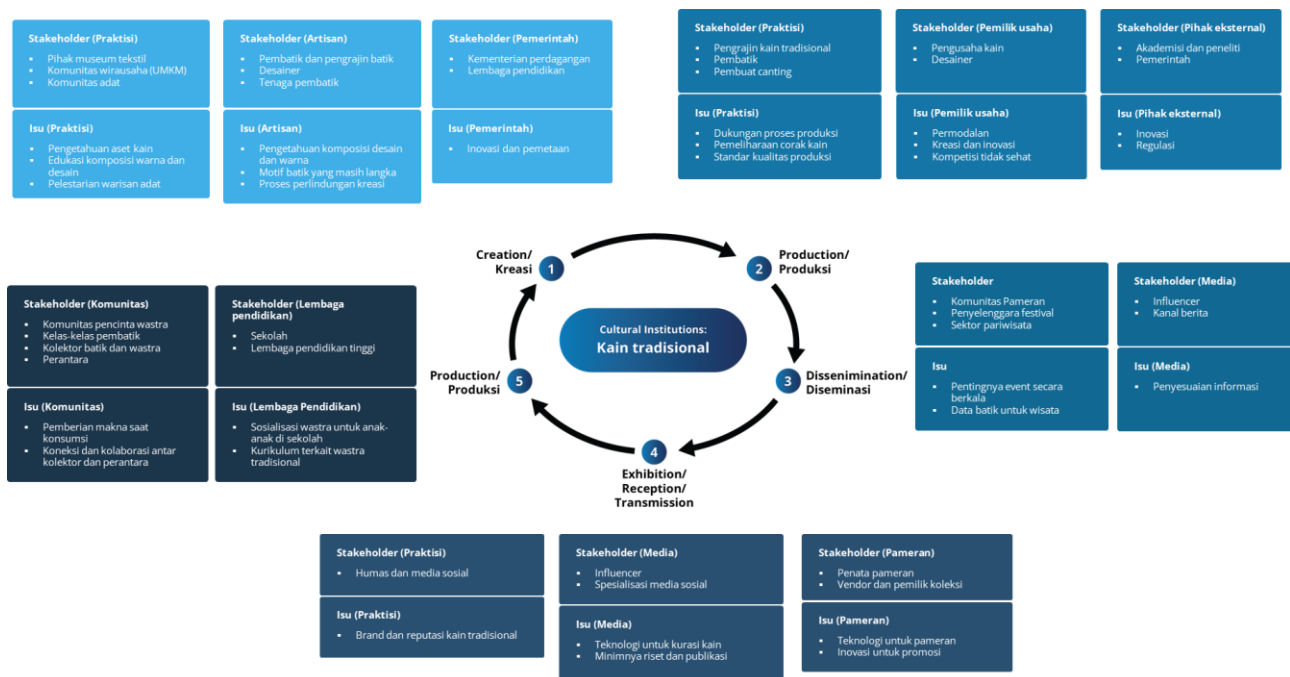 Stakeholder (Praktisi)
▪ Pihak museum tekstil
▪ Komunitas wirausaha (UMKM)
▪ Komunitas adat
Isu (Praktisi)
▪ Pengetahuan aset kain
▪ Edukasi komposisi warna dan
desain
▪ Pelestarian warisan adat
Stakeholder (Artisan)
▪ Pembatik dan pengrajin batik
▪ Desainer
▪ Tenaga pembatik
Isu (Artisan)
▪ Pengetahuan komposisi desain
dan warna
▪ Motif batik yang masih langka
▪ Proses perlindungan kreasi
Stakeholder (Pemerintah)
▪ Kementerian perdagangan
▪ Lembaga pendidikan
Isu (Pemerintah)
▪ Inovasi dan pemetaan
Stakeholder (Praktisi)
▪ Pengrajin kain tradisional
▪ Pembatik
▪ Pembuat canting
Isu (Praktisi)
▪ Dukungan proses produksi
▪ Pemeliharaan corak kain
▪ Standar kualitas produksi
Stakeholder (Pemilik usaha)
▪ Pengusaha kain
▪ Desainer
Isu (Pemilik usaha)
▪ Permodalan
▪ Kreasi dan inovasi
▪ Kompetisi tidak sehat
Stakeholder (Pihak eksternal)
▪ Akademisi dan peneliti
▪ Pemerintah
Isu (Pihak eksternal)
▪ Inovasi
▪ Regulasi
Creation/
Kreasi
1
2
Production/
Produksi
Cultural Institutions:
Kain tradisional
Production/
Produksi
5
3
Dissenimination/
Diseminasi
4
Exhibition/
Reception/
Transmission
Stakeholder (Komunitas)
▪ Komunitas pencinta wastra
▪ Kelas-kelas pembatik
▪ Kolektor batik dan wastra
▪ Perantara
Isu (Komunitas)
▪ Pemberian makna saat
konsumsi
▪ Koneksi dan kolaborasi antar
kolektor dan perantara
Stakeholder (Lembaga
pendidikan)
▪ Sekolah
▪ Lembaga pendidikan tinggi
Isu (Lembaga Pendidikan)
▪ Sosialisasi wastra untuk anak-
anak di sekolah
▪ Kurikulum terkait wastra
tradisional
Stakeholder
▪ Komunitas Pameran
▪ Penyelenggara festival
▪ Sektor pariwisata
Isu
▪ Pentingnya event secara
berkala
▪ Data batik untuk wisata
Stakeholder (Media)
▪ Influencer
▪ Kanal berita
Isu (Media)
▪ Penyesuaian informasi
Stakeholder (Praktisi)
▪ Humas dan media sosial
Isu (Praktisi)
▪ Brand dan reputasi kain tradisional
Stakeholder (Media)
▪ Influencer
▪ Spesialisasi media sosial
Isu (Media)
▪ Teknologi untuk kurasi kain
▪ Minimnya riset dan publikasi
Stakeholder (Pameran)
▪ Penata pameran
▪ Vendor dan pemilik koleksi
Isu (Pameran)
▪ Teknologi untuk pameran
▪ Inovasi untuk promosi